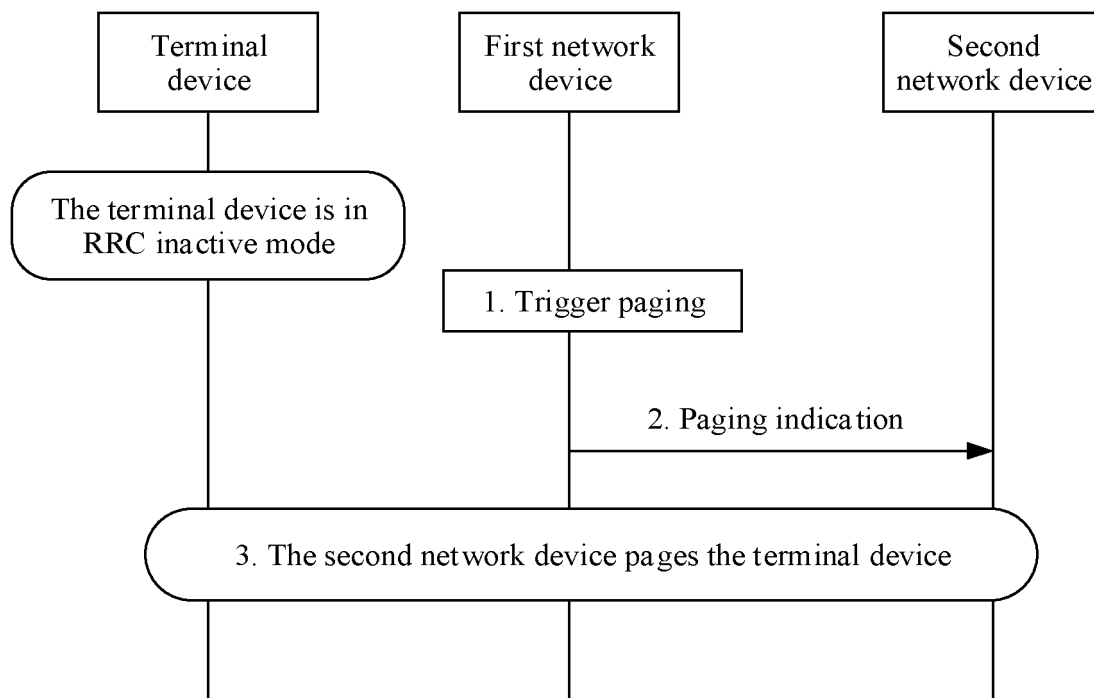 Terminal
device
First network
device
Second
network device
The terminal device is in
RRC inactive mode
1. Trigger paging
2. Paging indication
3. The second network device pages the terminal device